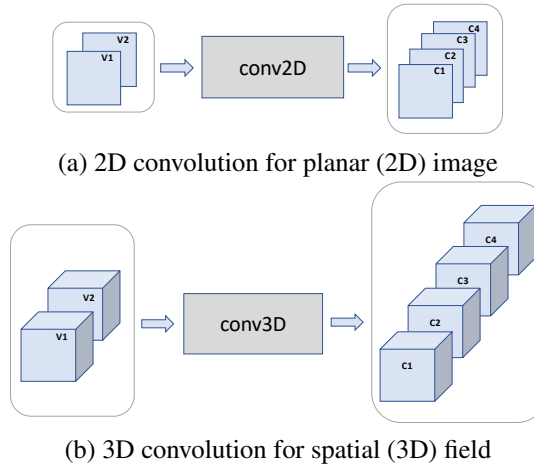 V2
V1
conv2D
C4
C3
C2
C1
(a) 2D convolution for planar (2D) image
V2
V1
conv3D
C4
C3
C2
C1
(b) 3D convolution for spatial (3D) field